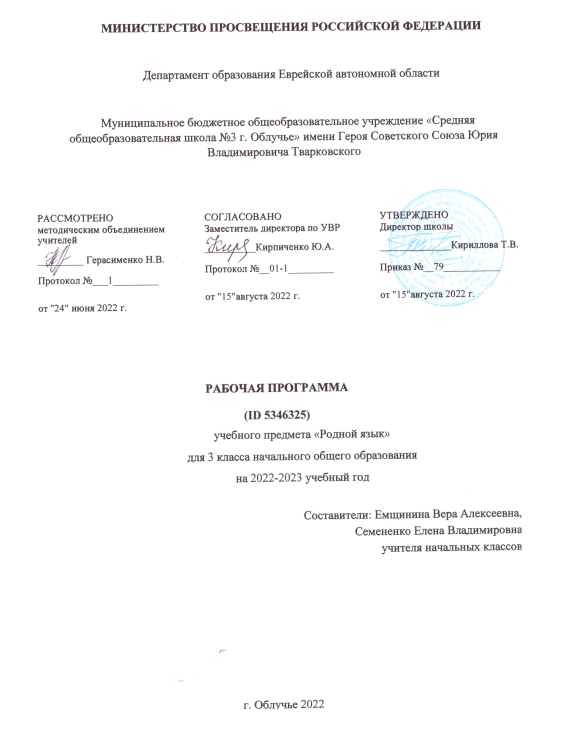 МИНИСТЕРСТВО ПРОСВЕЩЕНИЯ РОССИЙСКОЙ ФЕДЕРАЦИИ
Департамент образования Еврейской автономной области
Муниципальное бюджетное общеобразовательное учреждение «Средняя
общеобразовательная школа №3 г. Облучье» имени Героя Советского Союза Юрия
Владимировича Тварковского
РАССМОТРЕНО
методическим объединением
учителей
Герасименко Н.В.
Протокол №___1_________
от "24" июня 2022 г.
СОГЛАСОВАНО
Заместитель директора по УВР
Кирпиченко Ю.А.
Протокол №__01-1_________
от "15"августа 2022 г.
УТВЕРЖДЕНО
Директор школы
Кириллова Т.В.
Приказ №__79___________
от "15"августа 2022 г.
РАБОЧАЯ ПРОГРАММА
(ID 5346325)
учебного предмета «Родной язык»
для 3 класса начального общего образования
на 2022-2023 учебный год
Составители: Емщинина Вера Алексеевна,
Семененко Елена Владимировна
учителя начальных классов
г. Облучье 2022